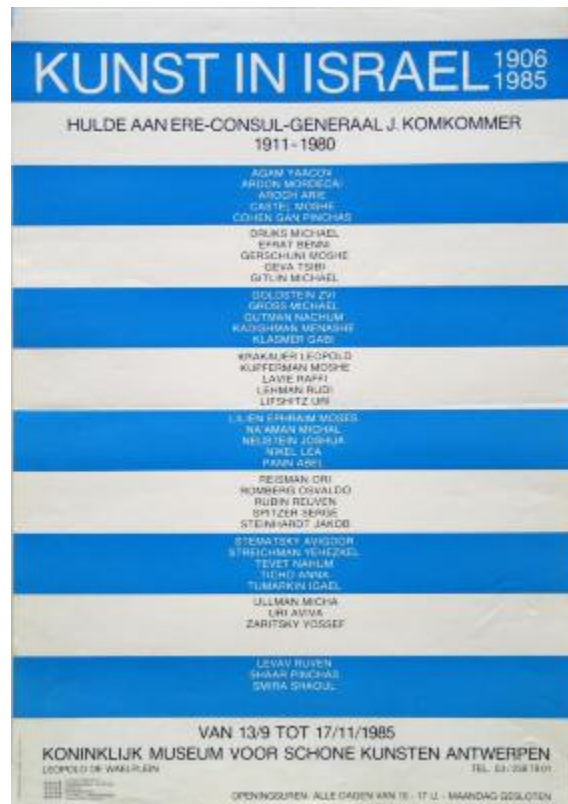 KUNST IN ISRAEL 1906
1985
HULDE AAN ERE-CONSUL-GENERAAL J. KOMKOMMER
1911-1980
AGAM YAACOV
ARDON MORDECAI
AROCH ARIE
CASTEL MOSHE
COHEN GAN PINCHAS
DRUKS MICHAEL
EFRAT BENNI
GERSCHUNI MOSHE
GEVA TSIBI
GITLIN MICHAEL
GOLDSTEIN ZVI
GROSS MICHAEL
GUTMAN NACHUM
KADISHMAN MENASHE
KLASMER GABI
KRAKAUER LEOPOLD
KUPFERMAN MOSHE
LAVIE RAFFI
LEHMAN RUDI
LIFSHITZ URI
LILIEN EPHRAIM MOSES
NA'AMAN MICHAL
NEUSTEIN JOSHUA
NIKEL LEA
PANN ABEL
REISMAN ORI
ROMBERG OSVALDO
RUBIN REUVEN
SPITZER SERGE
STEINHARDT JAKOB
STEMATSKY AVIGDOR
STREICHMAN YEHEZKEL
TEVET NAHUM
TICHO ANNA
TUMARKIN IGAEL
ULLMAN MICHA
URI AVIVA
ZARITSKY YOSSEF
LEVAV RUVEN
SHAAR PINCHAS
SMIRA SHAOUL
VAN 13/9 TOT 17/11/1985
KONINKLIJK MUSEUM VOOR SCHONE KUNSTEN ANTWERPEN
LEOPOLD DE WAELPLEIN TEL. 03/
OPENINGSUREN: ALLE DAGEN VAN 10 - 17 U. - MAANDAG GESLOTEN